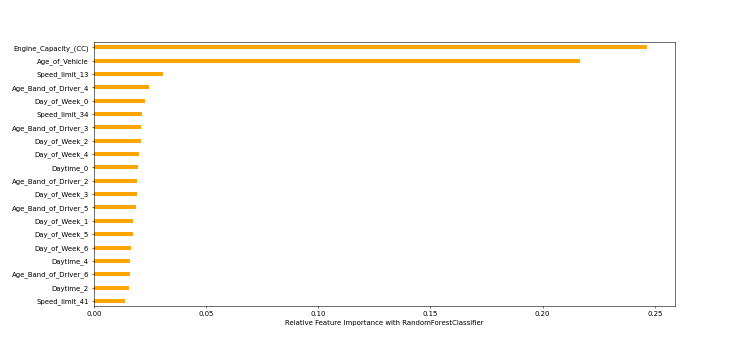 Engine_Capacity_(CC)
Age_of_Vehicle
Speed_limit_13
Age_Band_of_Driver_4
Day_of_Week_0
Speed_limit_34
Age_Band_of_Driver_3
Day_of_Week_2
Day_of_Week_4
Daytime_0
Age_Band_of_Driver_2
Day_of_Week_3
Age_Band_of_Driver_5
Day_of_Week_1
Day_of_Week_5
Day_of_Week_6
Daytime_4
Age_Band_of_Driver_6
Daytime_2
Speed_limit_41
0.00 0.05 0.10 0.15 0.20 0.25
Relative Feature Importance with RandomForestClassifier